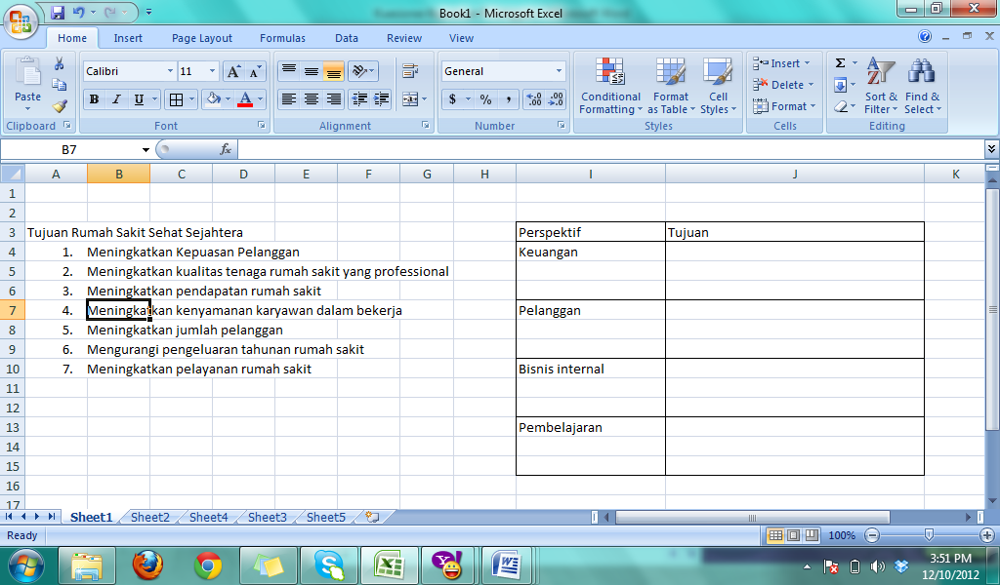 Book1 - Microsoft Excel
Home Insert Page Layout Formulas Data Review View
Paste
Calibri 11
B I U
General
$ % ,
Conditional Formatting
Format as Table
Cell Styles
Insert
Delete
Format
Σ
Sort & Filter
Find & Select
Clipboard Font Alignment Number Styles Cells Editing
B7 fx
A B C D E F G H I J K
1
2
3 Tujuan Rumah Sakit Sehat Sejahtera Perspektif Tujuan
4 1. Meningkatkan Kepuasan Pelanggan Keuangan
5 2. Meningkatkan kualitas tenaga rumah sakit yang professional
6 3. Meningkatkan pendapatan rumah sakit
7 4. Meningkatkan kenyamanan karyawan dalam bekerja Pelanggan
8 5. Meningkatkan jumlah pelanggan
9 6. Mengurangi pengeluaran tahunan rumah sakit
10 7. Meningkatkan pelayanan rumah sakit Bisnis internal
11
12
13 Pembelajaran
14
15
16
17
Sheet1 Sheet2 Sheet4 Sheet3 Sheet5
Ready 100%
3:51 PM
12/10/2012